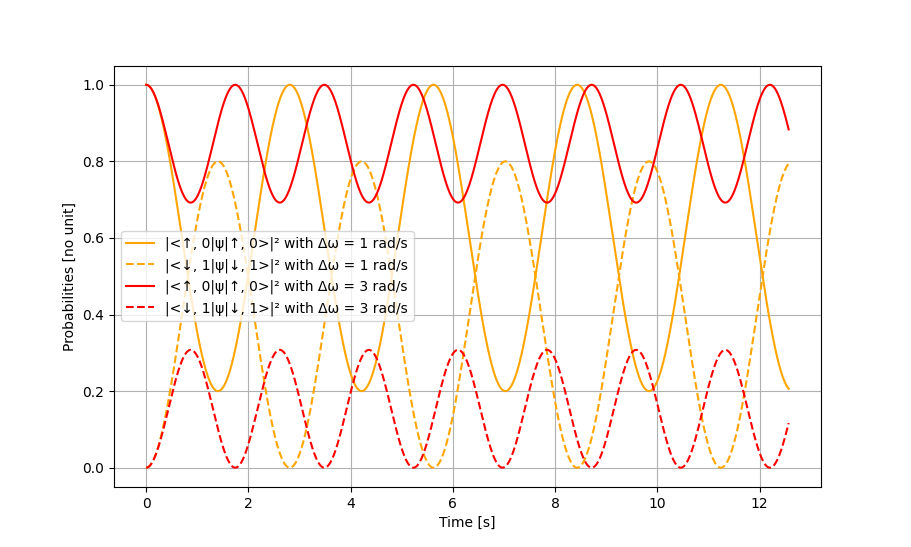 1.0
0.8
0.6
0.4
0.2
0.0
Probabilities [no unit]
|<↑, 0|ψ|↑, 0>|² with Δω = 1 rad/s
|<↓, 1|ψ|↓, 1>|² with Δω = 1 rad/s
|<↑, 0|ψ|↑, 0>|² with Δω = 3 rad/s
|<↓, 1|ψ|↓, 1>|² with Δω = 3 rad/s
0 2 4 6 8 10 12
Time [s]